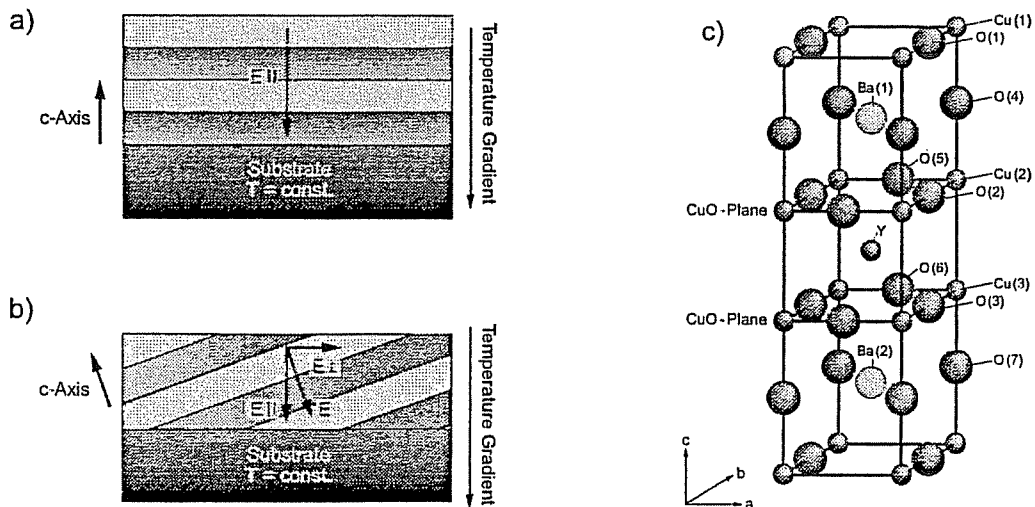 a)
c-Axis
E||
Substrate
T = const.
Temperature Gradient
b)
c-Axis
E⊥
E|| E
Substrate
T = const.
Temperature Gradient
c)
Cu(1)
O(1)
Ba(1)
O(4)
O(5)
Cu(2)
O(2)
CuO-Plane
Y
O(6)
Cu(3)
O(3)
CuO-Plane
Ba(2)
O(7)
c
b
a